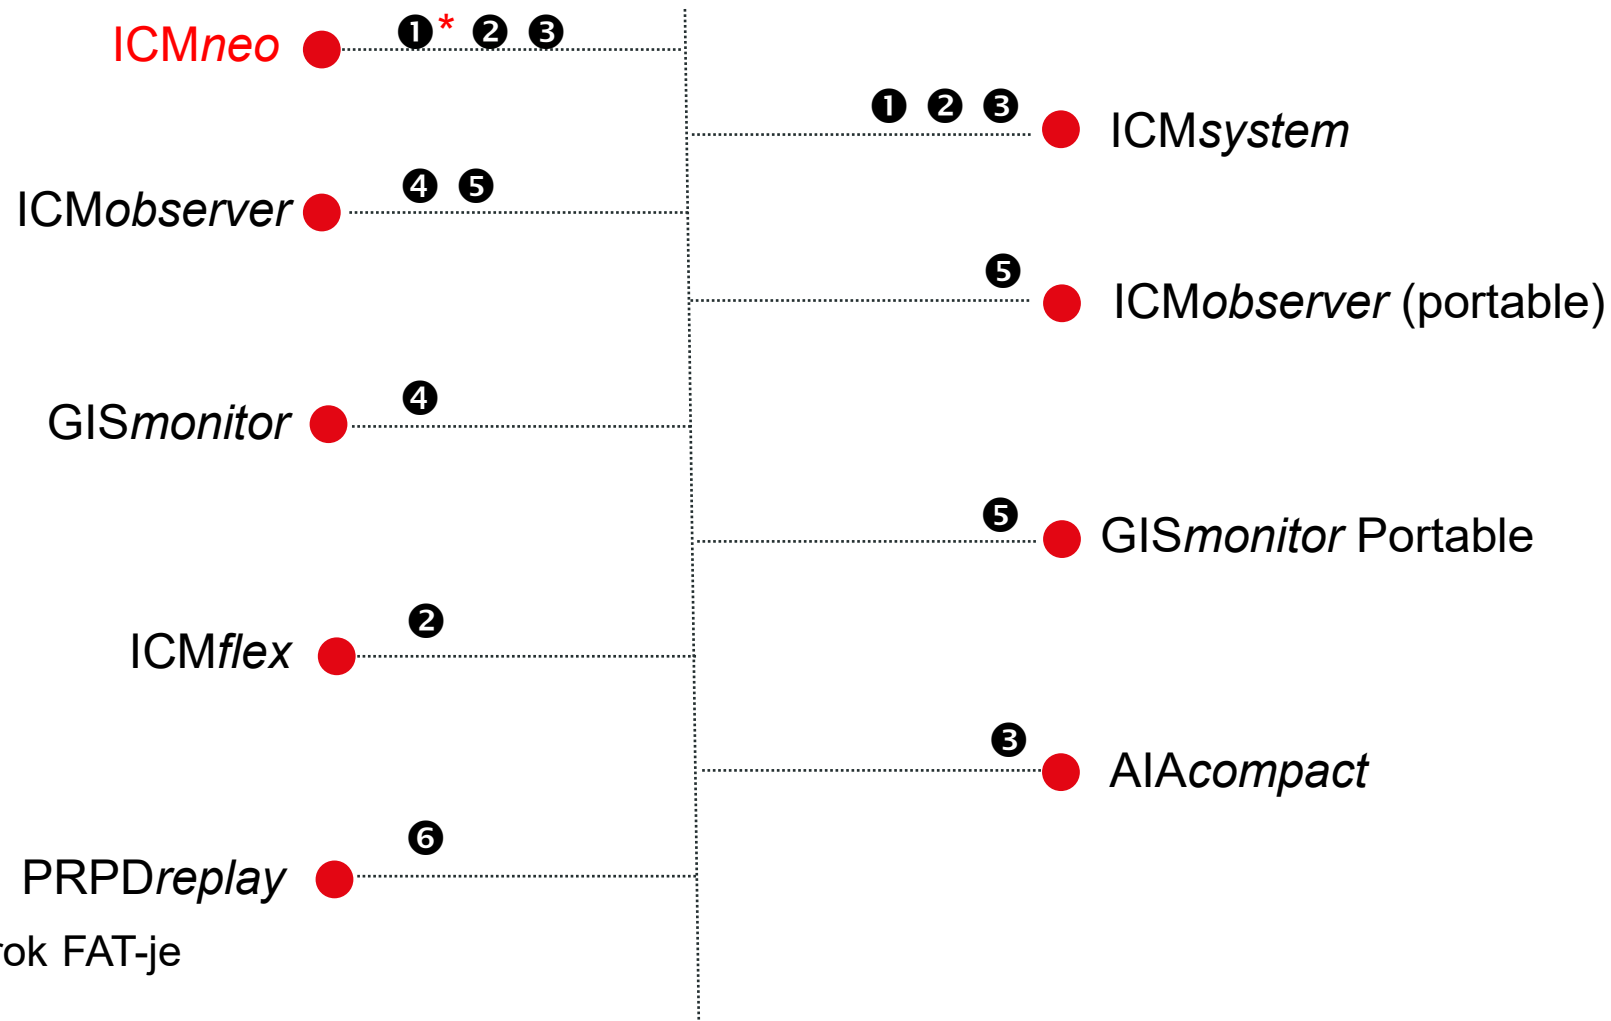 ICMneo ❶* ❷ ❸
❶ ❷ ❸ ICMsystem
ICMobserver ❹ ❺
❺ ICMobserver (portable)
GISmonitor ❹
❺ GISmonitor Portable
ICMflex ❷
❸ AIAcompact
PRPDreplay ❻
FAT-je